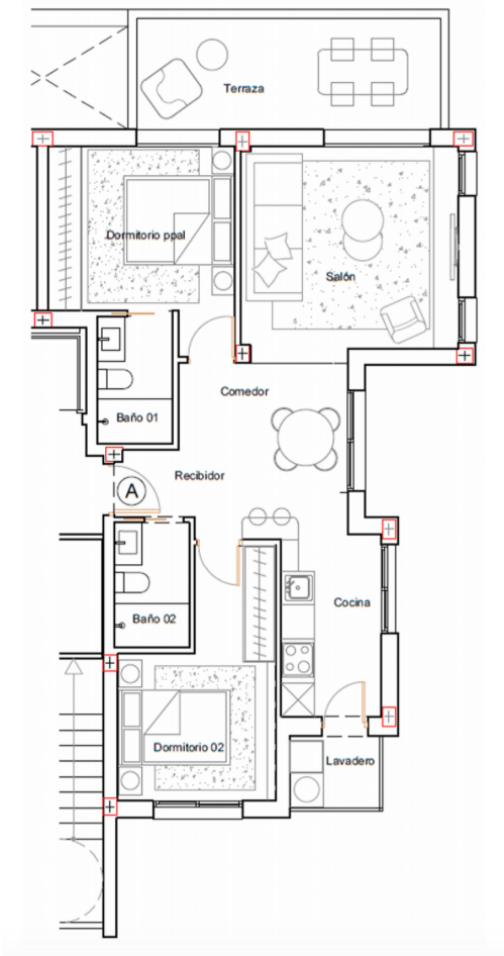 Terraza
Dormitorio ppal
Salón
Comedor
Baño 01
Recibidor
A
Cocina
Baño 02
Dormitorio 02
Lavadero